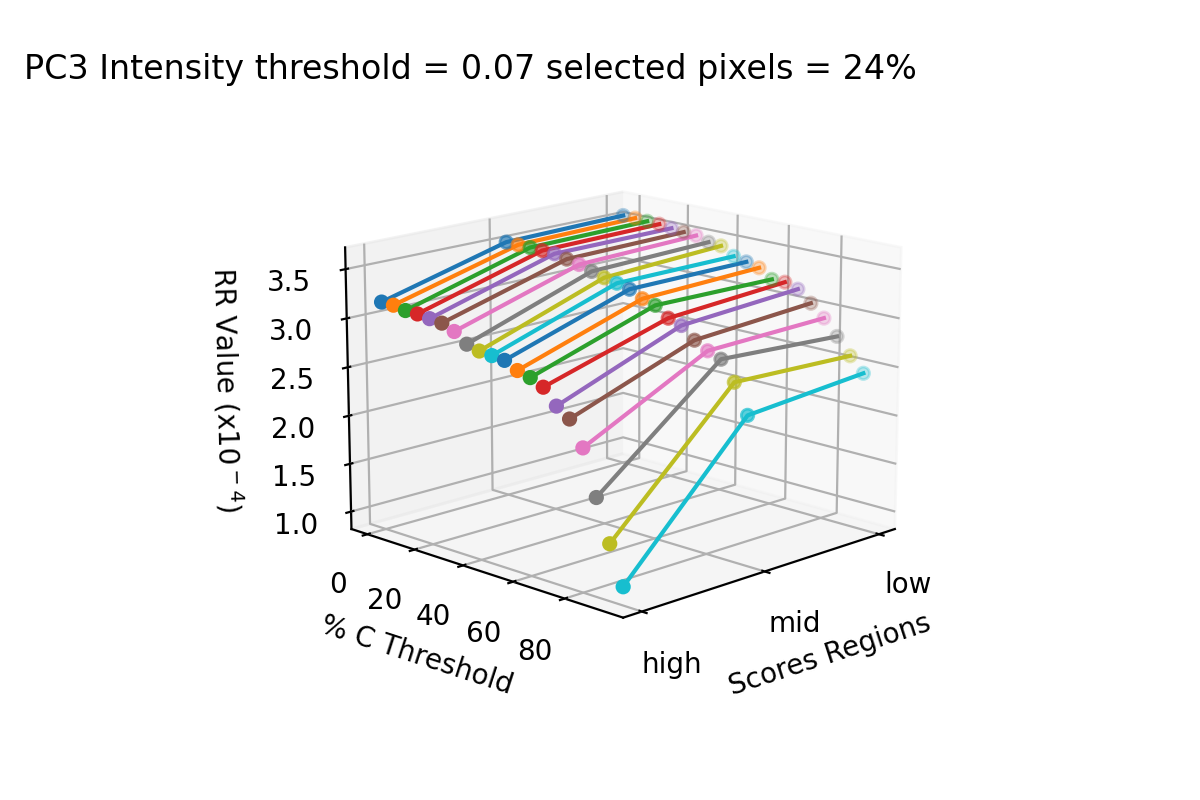 PC3 Intensity threshold = 0.07 selected pixels = 24%
RR Value (x10⁻⁴)
3.5
3.0
2.5
2.0
1.5
1.0
0
20
40
60
80
% C Threshold
high
mid
low
Scores Regions